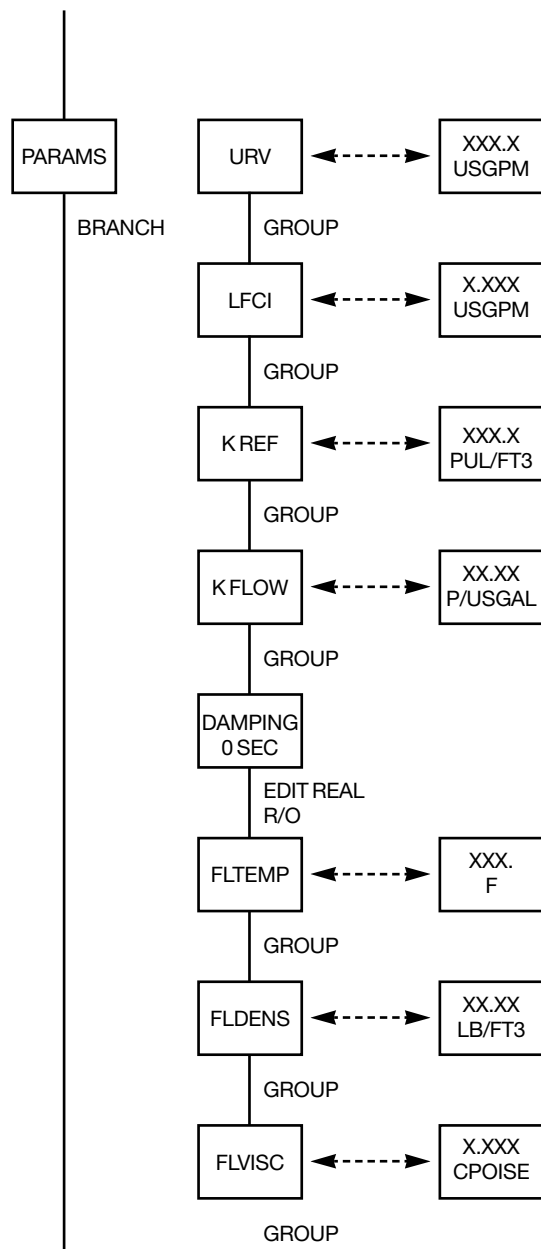 PARAMS
BRANCH
URV
XXX.X
USGPM
GROUP
LFCI
X.XXX
USGPM
GROUP
K REF
XXX.X
PUL/FT3
GROUP
K FLOW
XX.XX
P/USGAL
GROUP
DAMPING
0 SEC
EDIT REAL
R/O
FLTEMP
XXX.
F
GROUP
FLDENS
XX.XX
LB/FT3
GROUP
FLVISC
X.XXX
CPOISE
GROUP